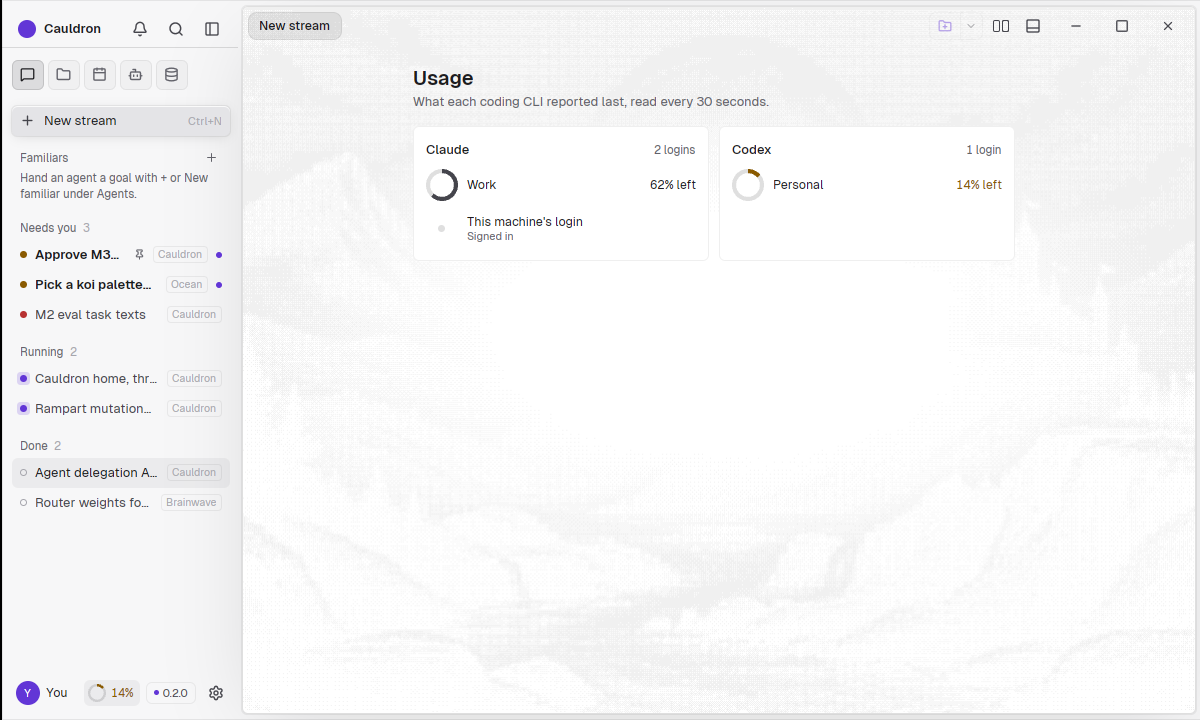 Cauldron
New stream
Ctrl+N
Familiars
Hand an agent a goal with + or New
familiar under Agents.
Needs you 3
Approve M3... Cauldron
Pick a koi palette... Ocean
M2 eval task texts Cauldron
Running 2
Cauldron home, thr... Cauldron
Rampart mutation... Cauldron
Done 2
Agent delegation A... Cauldron
Router weights fo... Brainwave
Y You 14% 0.2.0
New stream
Usage
What each coding CLI reported last, read every 30 seconds.
Claude 2 logins
Work 62% left
This machine's login
Signed in
Codex 1 login
Personal 14% left